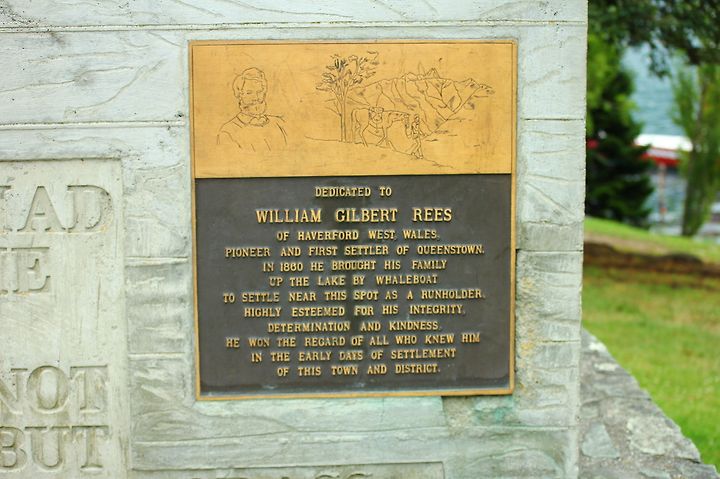 DEDICATED TO
WILLIAM GILBERT REES
OF HAVERFORD WEST, WALES.
PIONEER AND FIRST SETTLER OF QUEENSTOWN.
IN 1860 HE BROUGHT HIS FAMILY
UP THE LAKE BY WHALEBOAT
TO SETTLE NEAR THIS SPOT AS A RUNHOLDER.
HIGHLY ESTEEMED FOR HIS INTEGRITY,
DETERMINATION AND KINDNESS,
HE WON THE REGARD OF ALL WHO KNEW HIM
IN THE EARLY DAYS OF SETTLEMENT
OF THIS TOWN AND DISTRICT.
NOT
BUT